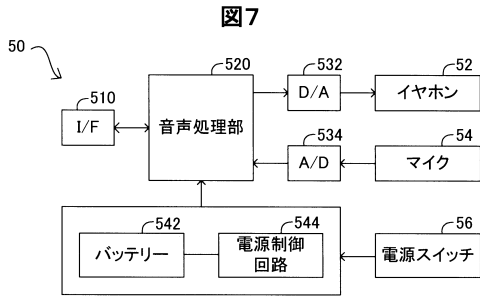 図7
50
510
I/F
520
音声処理部
532
D/A
52
イヤホン
534
A/D
54
マイク
542
バッテリー
544
電源制御
回路
56
電源スイッチ